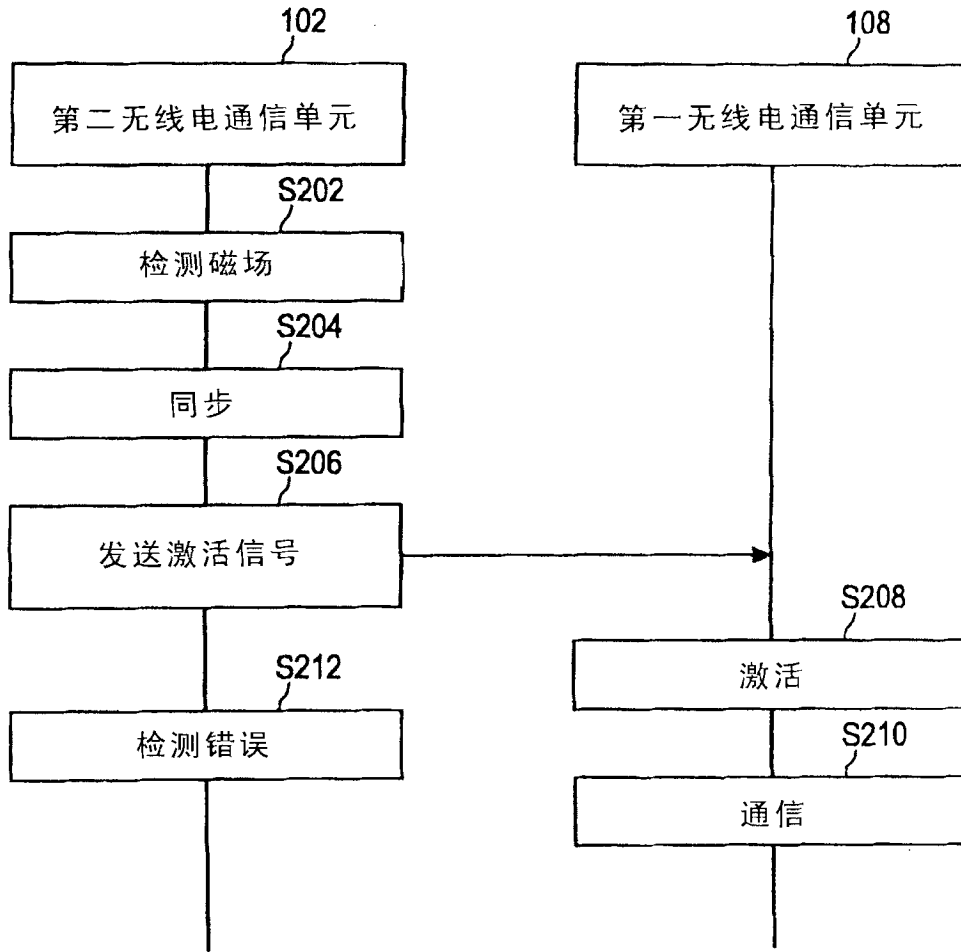 102
108
第二无线电通信单元
第一无线电通信单元
S202
检测磁场
S204
同步
S206
发送激活信号
S208
激活
S212
检测错误
S210
通信